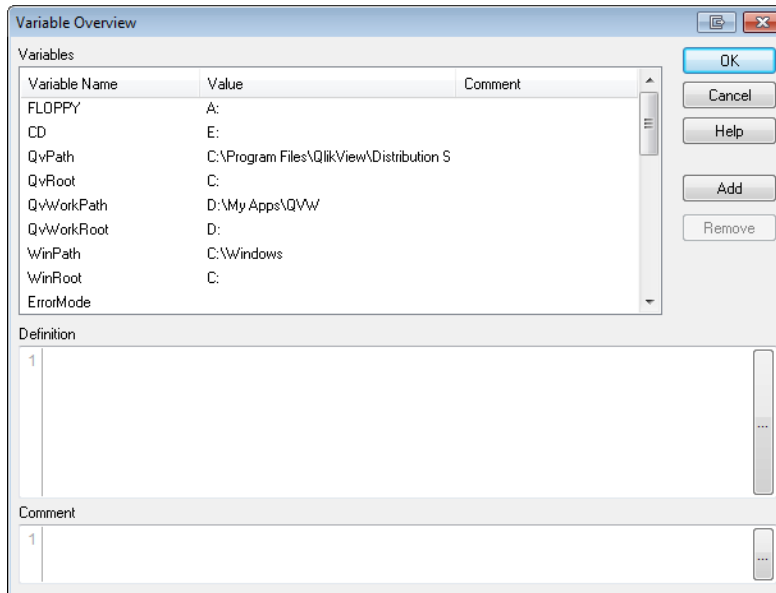 Variable Overview
Variables
OK
Variable Name Value Comment
Cancel
FLOPPY A:
CD E:
Help
QvPath C:\Program Files\QlikView\Distribution S
QvRoot C:
Add
QvWorkPath D:\My Apps\QVW
QvWorkRoot D:
Remove
WinPath C:\Windows
WinRoot C:
ErrorMode
Definition
1
...
Comment
1
...